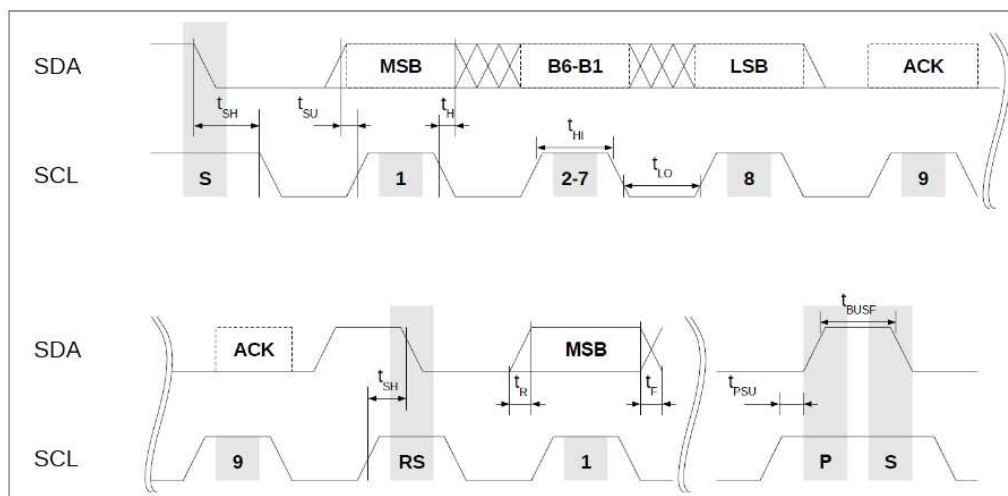 SDA MSB B6-B1 LSB ACK
tSH tSU tH tHI tLO
SCL S 1 2-7 8 9
SDA ACK MSB tBUSF
tSH tR tF tPSU
SCL 9 RS 1 P S